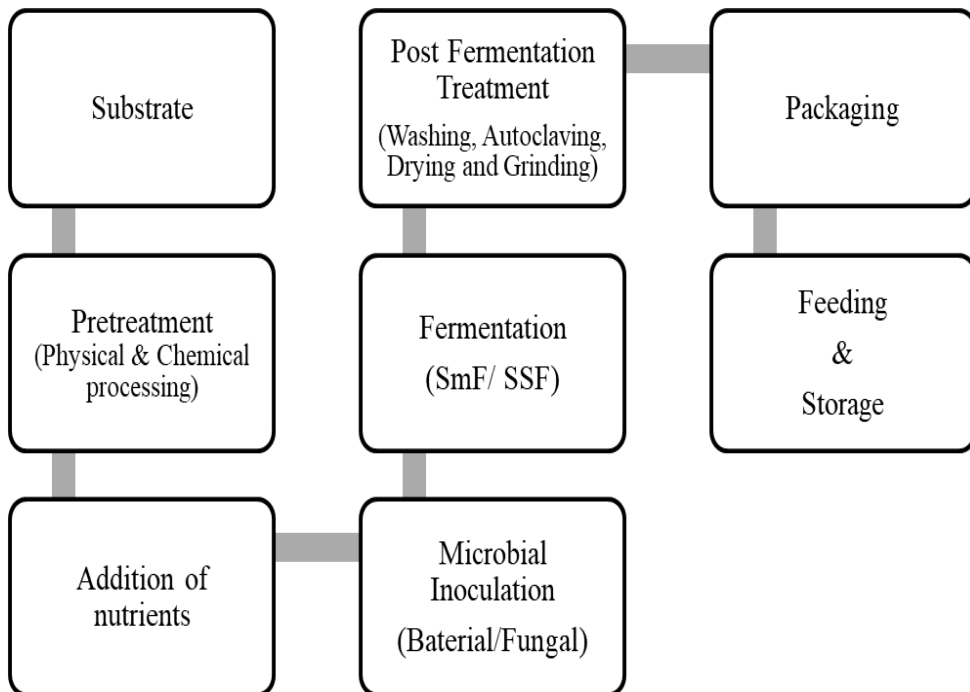 Substrate
Pretreatment
(Physical & Chemical
processing)
Addition of
nutrients
Microbial
Inoculation
(Baterial/Fungal)
Fermentation
(SmF/ SSF)
Post Fermentation
Treatment
(Washing, Autoclaving,
Drying and Grinding)
Packaging
Feeding
&
Storage